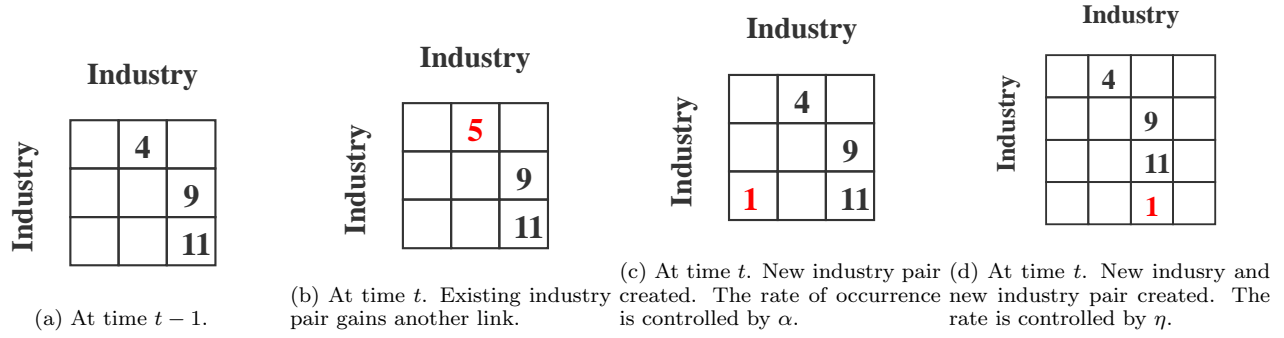 Industry
Industry
4
9
11
(a) At time t − 1.
Industry
Industry
5
9
11
(b) At time t. Existing industry
pair gains another link.
Industry
Industry
4
9
1 11
(c) At time t. New industry pair
created. The rate of occurrence
is controlled by α.
Industry
Industry
4
9
11
1
(d) At time t. New indusry and
new industry pair created. The
rate is controlled by η.